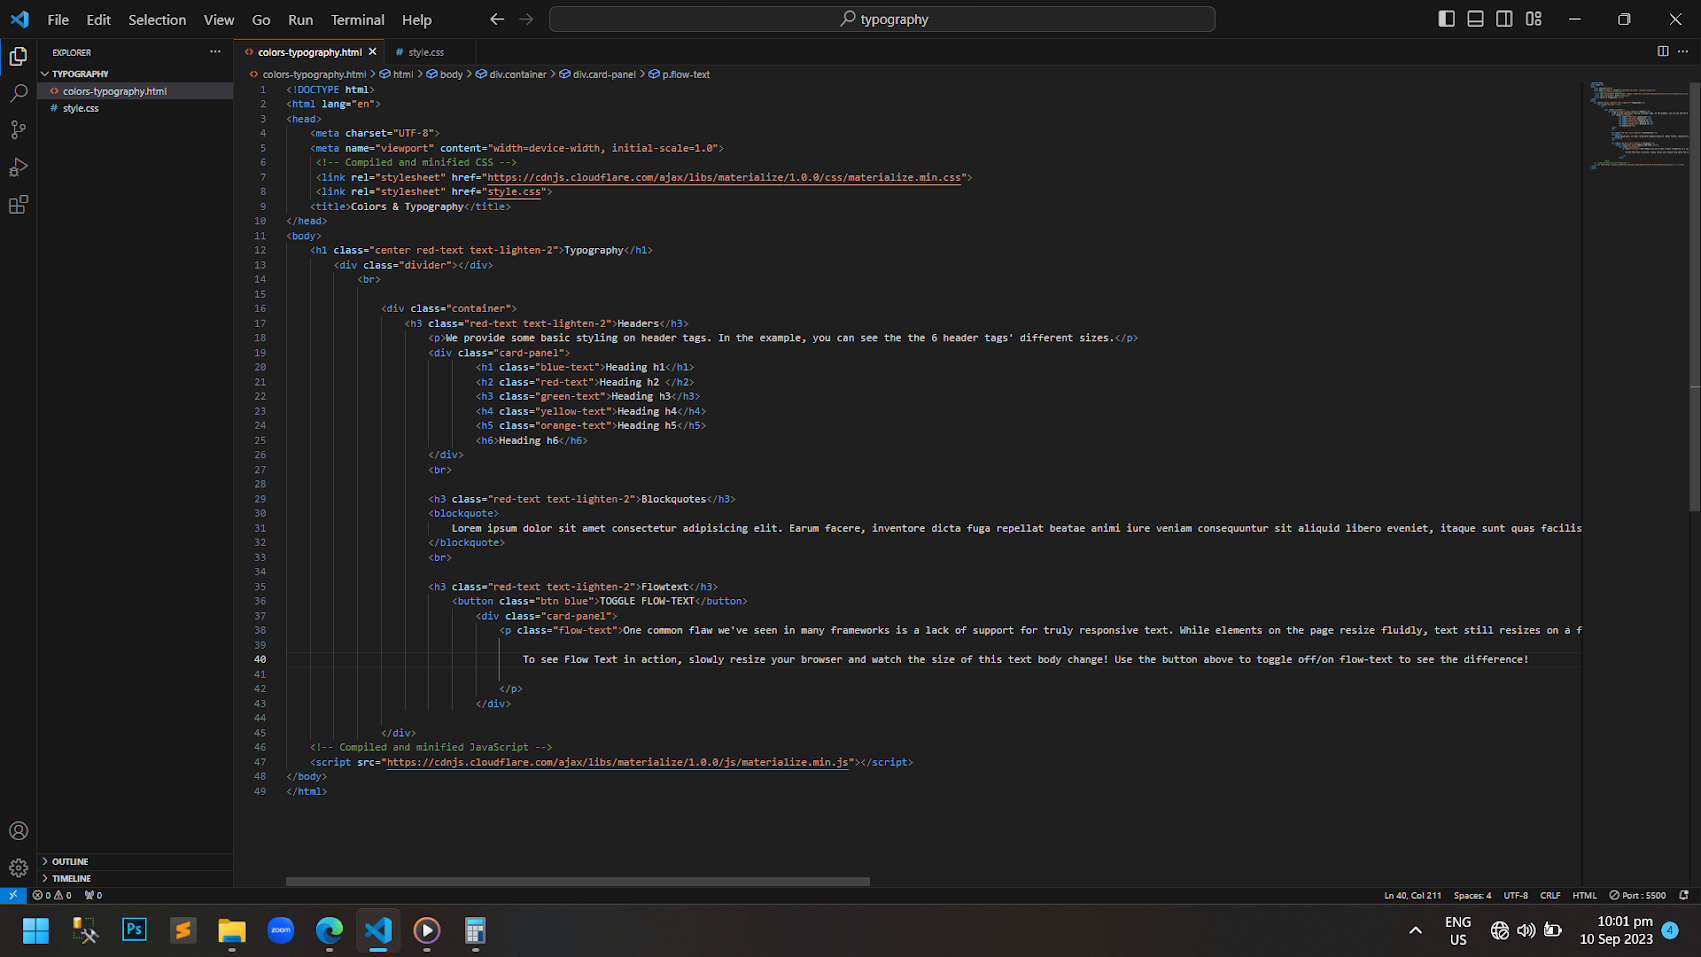 File Edit Selection View Go Run Terminal Help
typography
EXPLORER
TYPOGRAPHY
colors-typography.html
# style.css
colors-typography.html
# style.css
colors-typography.html > html > body > div.container > div.card-panel > p.flow-text
1 <!DOCTYPE html>
2 <html lang="en">
3 <head>
4 <meta charset="UTF-8">
5 <meta name="viewport" content="width=device-width, initial-scale=1.0">
6 <!-- Compiled and minified CSS -->
7 <link rel="stylesheet" href="https://cdnjs.cloudflare.com/ajax/libs/materialize/1.0.0/css/materialize.min.css">
8 <link rel="stylesheet" href="style.css">
9 <title>Colors & Typography</title>
10 </head>
11 <body>
12 <h1 class="center red-text text-lighten-2">Typography</h1>
13 <div class="divider"></div>
14 <br>
15
16 <div class="container">
17 <h3 class="red-text text-lighten-2">Headers</h3>
18 <p>We provide some basic styling on header tags. In the example, you can see the the 6 header tags' different sizes.</p>
19 <div class="card-panel">
20 <h1 class="blue-text">Heading h1</h1>
21 <h2 class="red-text">Heading h2 </h2>
22 <h3 class="green-text">Heading h3</h3>
23 <h4 class="yellow-text">Heading h4</h4>
24 <h5 class="orange-text">Heading h5</h5>
25 <h6>Heading h6</h6>
26 </div>
27 <br>
28
29 <h3 class="red-text text-lighten-2">Blockquotes</h3>
30 <blockquote>
31 Lorem ipsum dolor sit amet consectetur adipisicing elit. Earum facere, inventore dicta fuga repellat beatae animi iure veniam consequuntur sit aliquid libero eveniet, itaque sunt quas facilis
32 </blockquote>
33 <br>
34
35 <h3 class="red-text text-lighten-2">Flowtext</h3>
36 <button class="btn blue">TOGGLE FLOW-TEXT</button>
37 <div class="card-panel">
38 <p class="flow-text">One common flaw we've seen in many frameworks is a lack of support for truly responsive text. While elements on the page resize fluidly, text still resizes on a f
39
40 To see Flow Text in action, slowly resize your browser and watch the size of this text body change! Use the button above to toggle off/on flow-text to see the difference!
41
42 </p>
43 </div>
44
45 </div>
46 <!-- Compiled and minified JavaScript -->
47 <script src="https://cdnjs.cloudflare.com/ajax/libs/materialize/1.0.0/js/materialize.min.js"></script>
48 </body>
49 </html>
OUTLINE
TIMELINE
0 0 0
Ln 40, Col 211 Spaces: 4 UTF-8 CRLF HTML Port : 5500
Ps
zoom
ENG
US
10:01 pm
10 Sep 2023
4